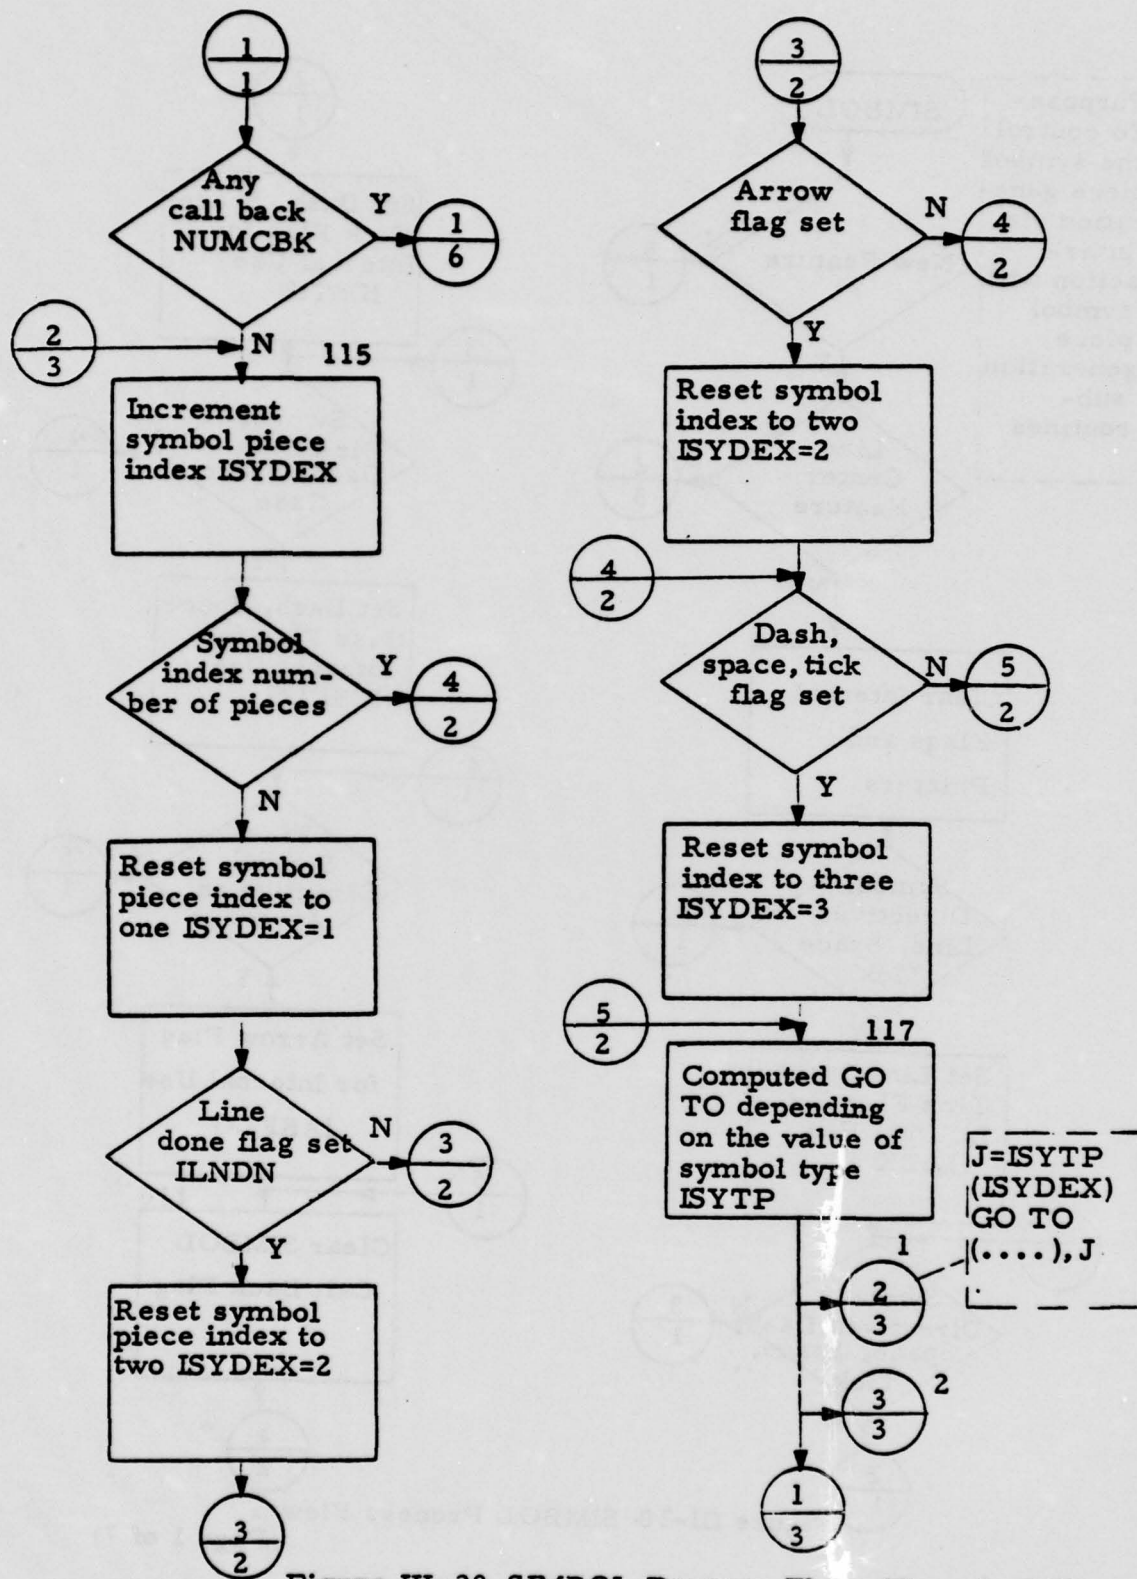 1
1
Any
call back
NUMCBK
Y
1
6
2
3
N
115
Increment
symbol piece
index ISYDEX
Symbol
index num-
ber of pieces
Y
4
2
N
Reset symbol
piece index to
one ISYDEX=1
Line
done flag set
ILNDN
N
3
2
Y
Reset symbol
piece index to
two ISYDEX=2
3
2
3
2
Arrow
flag set
N
4
2
Y
Reset symbol
index to two
ISYDEX=2
4
2
Dash,
space, tick
flag set
N
5
2
Y
Reset symbol
index to three
ISYDEX=3
5
2
117
Computed GO
TO depending
on the value of
symbol type
ISYTP
J=ISYTP
(ISYDEX)
GO TO
(....), J
1
2
3
2
3
3
1
3